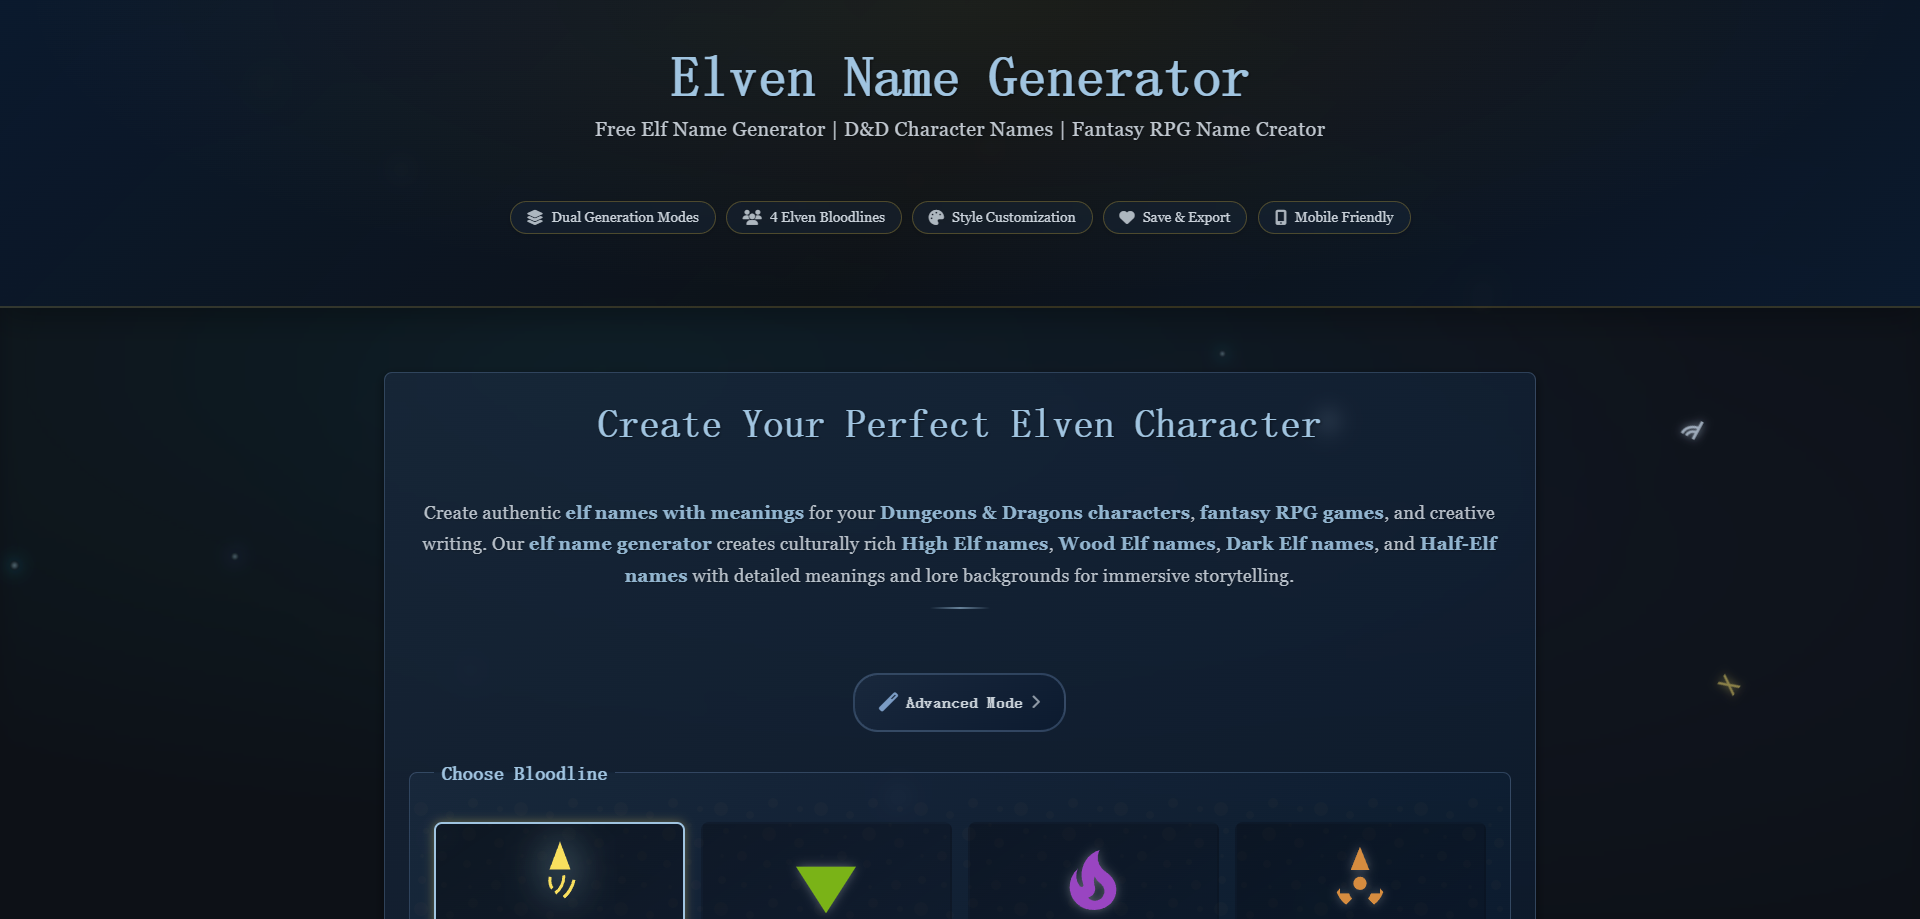 Elven Name Generator
Free Elf Name Generator | D&D Character Names | Fantasy RPG Name Creator
Dual Generation Modes
4 Elven Bloodlines
Style Customization
Save & Export
Mobile Friendly
Create Your Perfect Elven Character
Create authentic elf names with meanings for your Dungeons & Dragons characters, fantasy RPG games, and creative
writing. Our elf name generator creates culturally rich High Elf names, Wood Elf names, Dark Elf names, and Half-Elf
names with detailed meanings and lore backgrounds for immersive storytelling.
Advanced Mode
Choose Bloodline